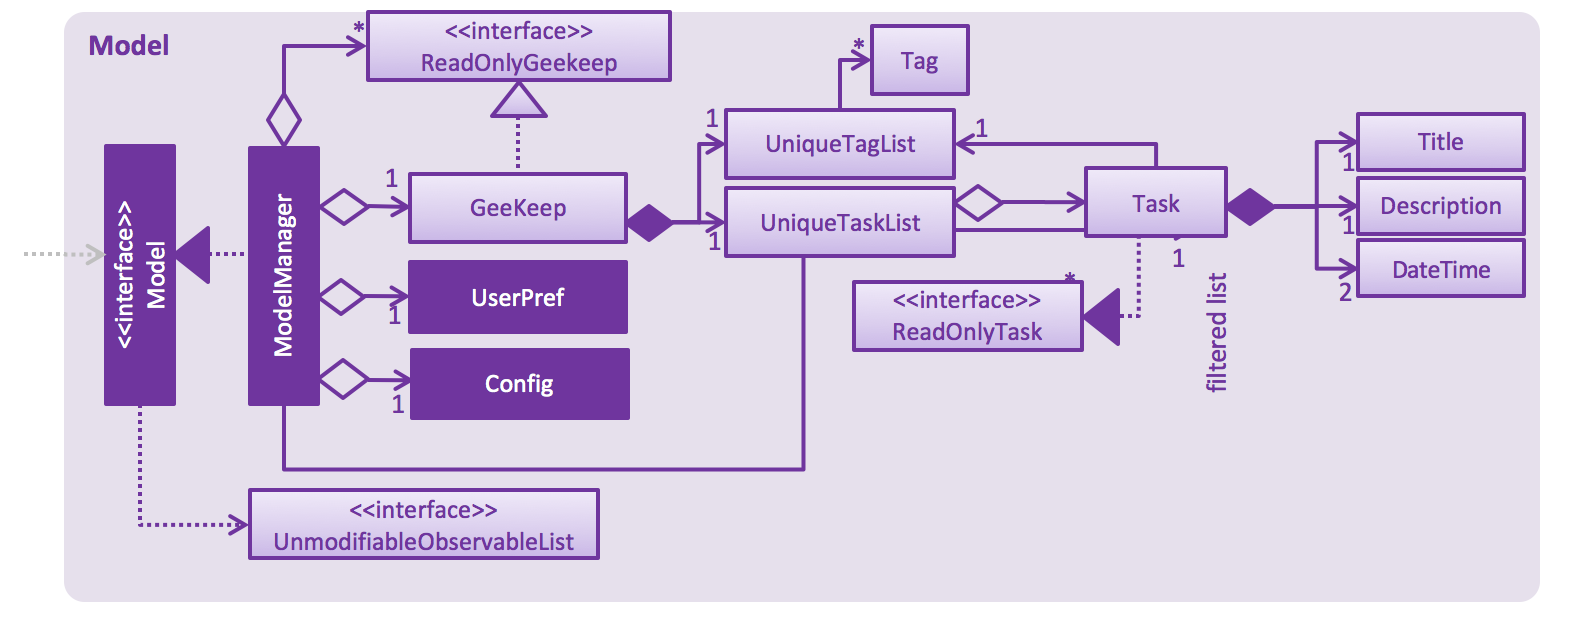 Model
*
<<interface>>
ReadOnlyGeekeep
*
Tag
1
UniqueTagList
1
Title
1
<<interface>>
Model
ModelManager
1
GeeKeep
1
UniqueTaskList
Task
Description
1
1
filtered list
DateTime
2
UserPref
1
*
<<interface>>
ReadOnlyTask
Config
1
<<interface>>
UnmodifiableObservableList